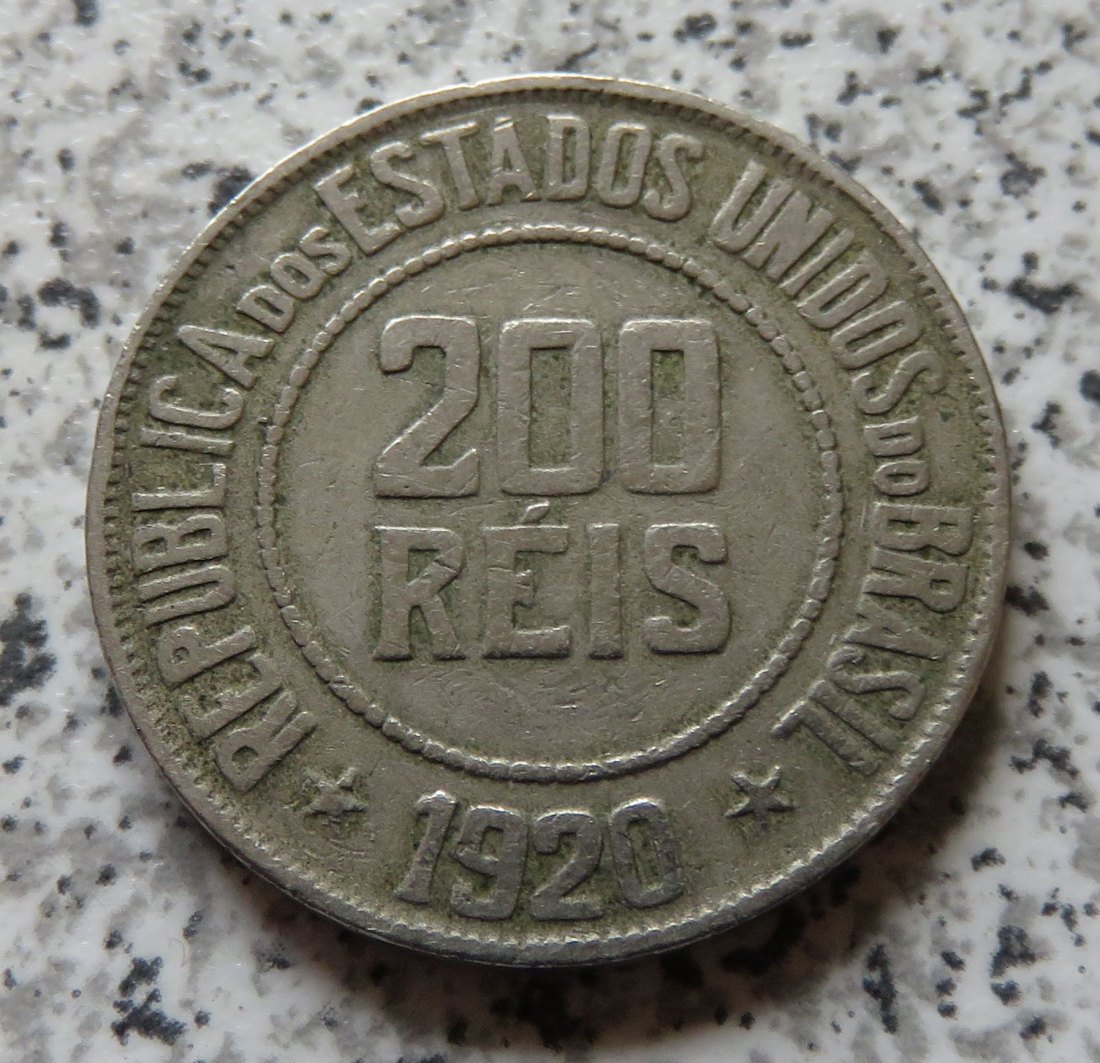 REPUBLICA DOS ESTADOS UNIDOS DO BRASIL
200
RÉIS
1920